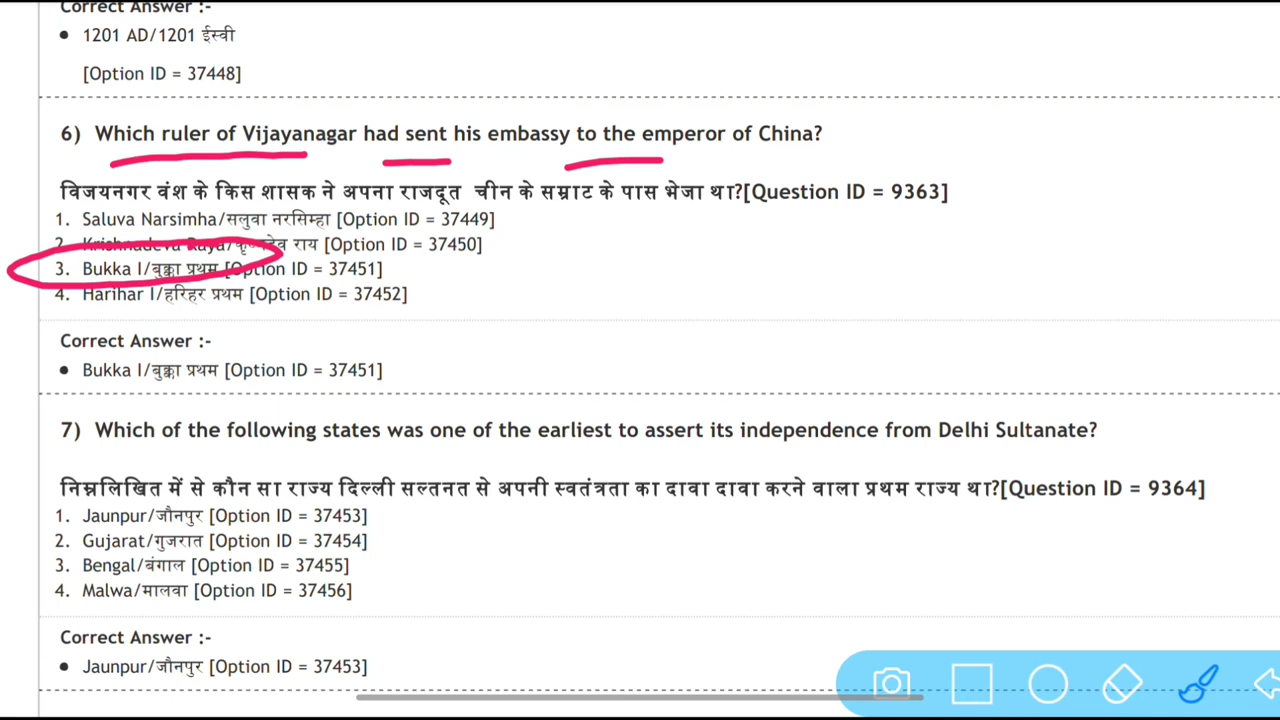 Correct Answer :-
• 1201 AD/1201 ईस्वी
[Option ID = 37448]
6) Which ruler of Vijayanagar had sent his embassy to the emperor of China?
विजयनगर वंश के किस शासक ने अपना राजदूत चीन के सम्राट के पास भेजा था?[Question ID = 9363]
1. Saluva Narsimha/सलुवा नरसिम्हा [Option ID = 37449]
2. Krishnadeva Raya/कृष्णदेव राय [Option ID = 37450]
3. Bukka I/बुक्का प्रथम [Option ID = 37451]
4. Harihar I/हरिहर प्रथम [Option ID = 37452]
Correct Answer :-
• Bukka I/बुक्का प्रथम [Option ID = 37451]
7) Which of the following states was one of the earliest to assert its independence from Delhi Sultanate?
निम्नलिखित में से कौन सा राज्य दिल्ली सल्तनत से अपनी स्वतंत्रता का दावा दावा करने वाला प्रथम राज्य था?[Question ID = 9364]
1. Jaunpur/जौनपुर [Option ID = 37453]
2. Gujarat/गुजरात [Option ID = 37454]
3. Bengal/बंगाल [Option ID = 37455]
4. Malwa/मालवा [Option ID = 37456]
Correct Answer :-
• Jaunpur/जौनपुर [Option ID = 37453]